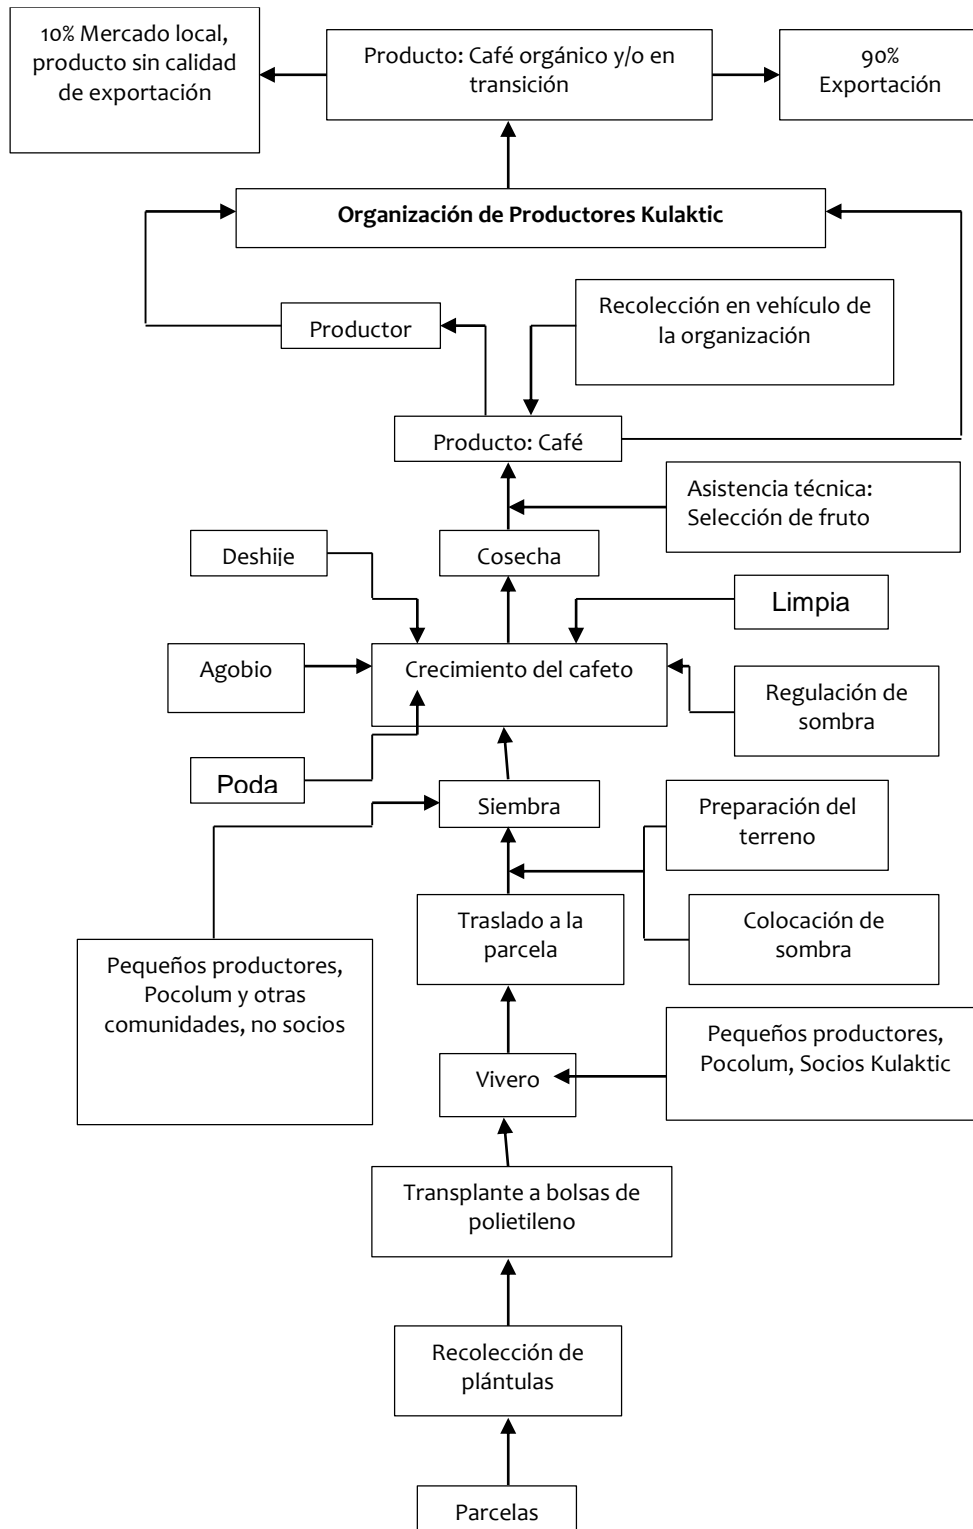 10% Mercado local,
producto sin calidad
de exportación
Producto: Café orgánico y/o en
transición
90%
Exportación
Organización de Productores Kulaktic
Productor
Recolección en vehículo de
la organización
Producto: Café
Asistencia técnica:
Selección de fruto
Deshije
Cosecha
Limpia
Agobio
Crecimiento del cafeto
Regulación de
sombra
Poda
Siembra
Preparación del
terreno
Traslado a la
parcela
Colocación de
sombra
Pequeños productores,
Pocolum y otras
comunidades, no socios
Vivero
Pequeños productores,
Pocolum, Socios Kulaktic
Transplante a bolsas de
polietileno
Recolección de
plántulas
Parcelas